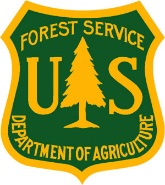 FOREST SERVICE
U S
DEPARTMENT OF AGRICULTURE